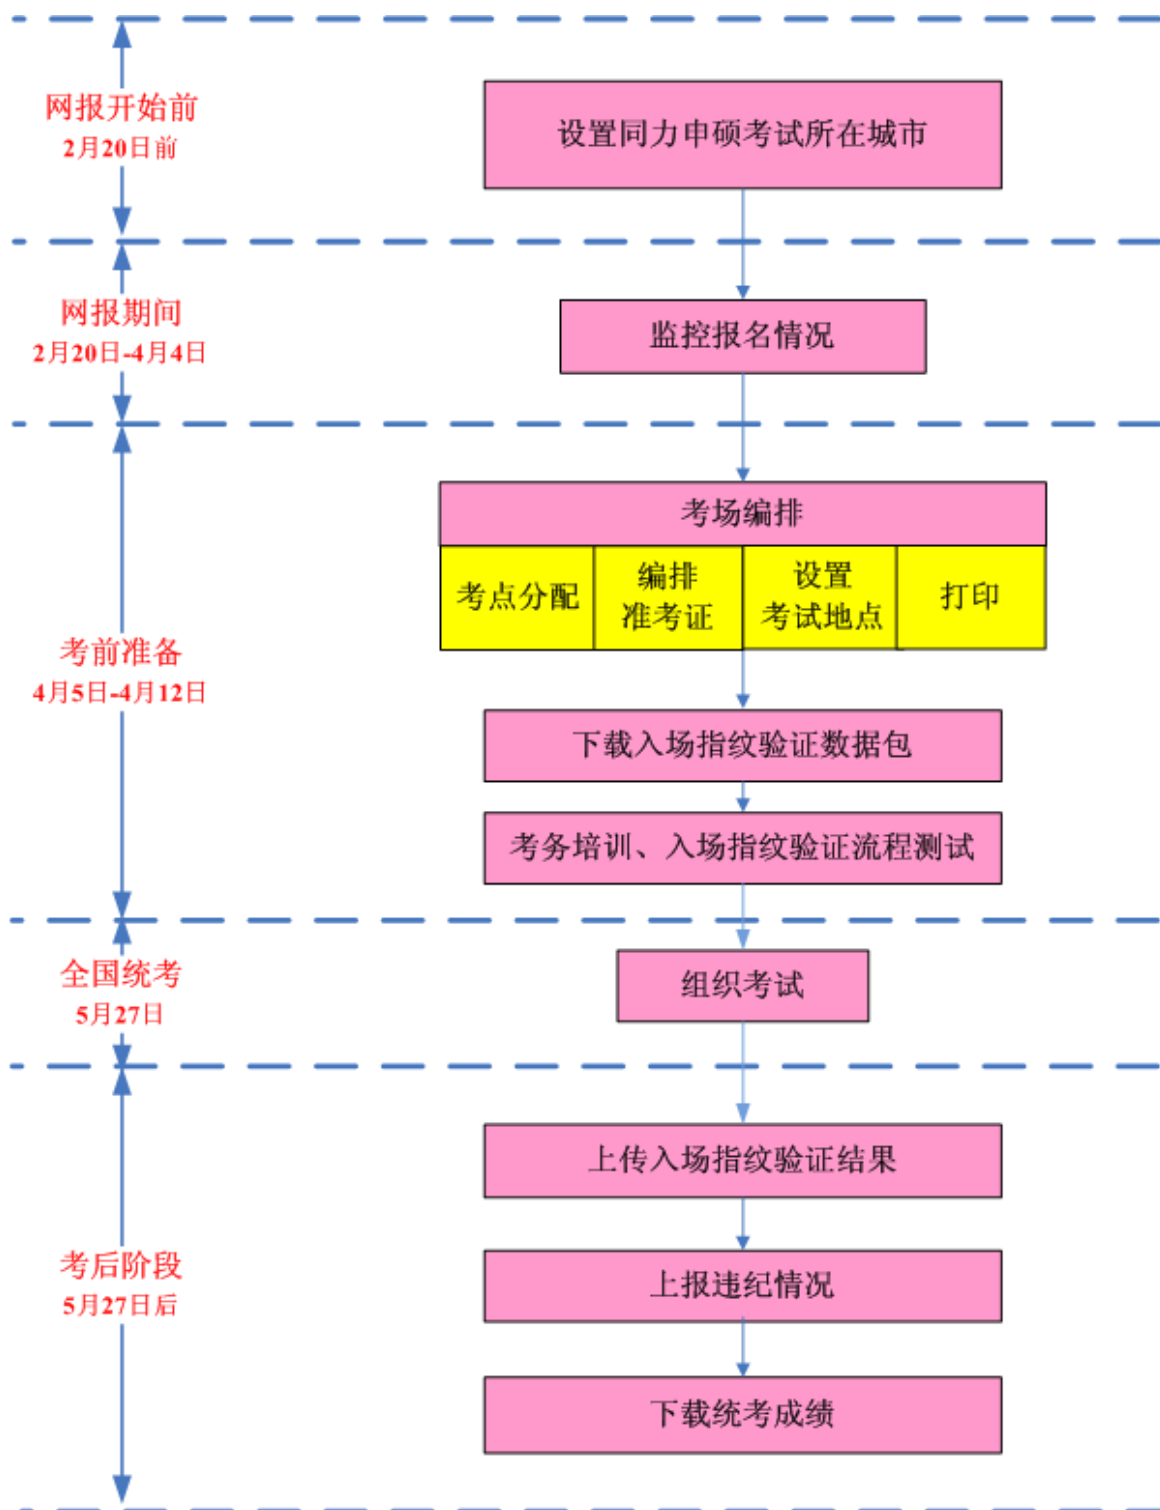 网报开始前
2月20日前
设置同力申硕考试所在城市
网报期间
2月20日-4月4日
监控报名情况
考场编排
考点分配
编排
准考证
设置
考试地点
打印
考前准备
4月5日-4月12日
下载入场指纹验证数据包
考务培训、入场指纹验证流程测试
全国统考
5月27日
组织考试
上传入场指纹验证结果
考后阶段
5月27日后
上报违纪情况
下载统考成绩